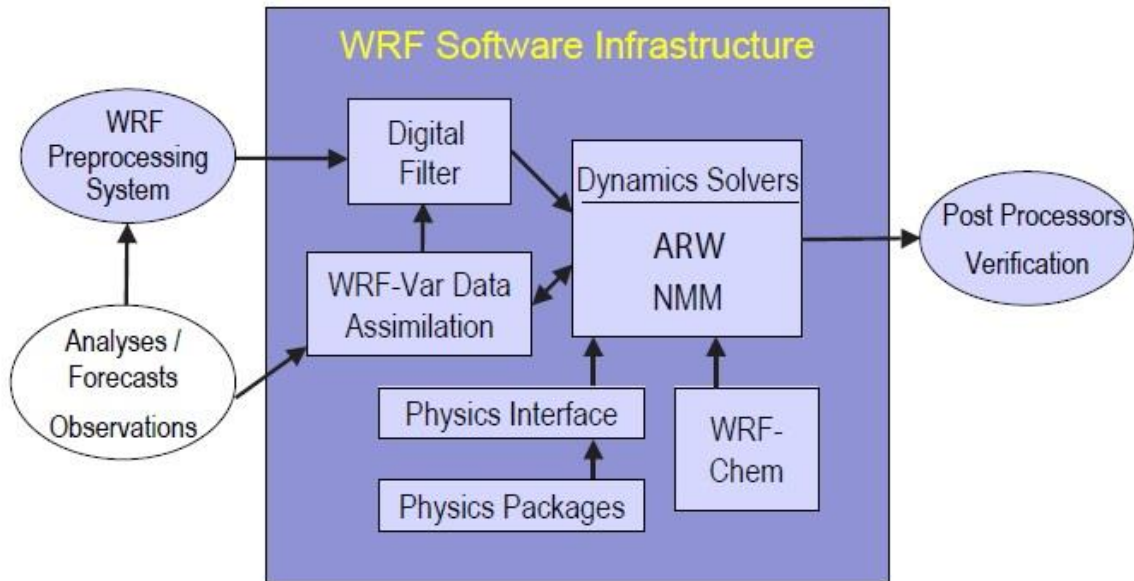 WRF Software Infrastructure
WRF
Preprocessing
System
Digital
Filter
Dynamics Solvers
ARW
NMM
Post Processors
Verification
WRF-Var Data
Assimilation
Analyses /
Forecasts
Observations
Physics Interface
WRF-
Chem
Physics Packages